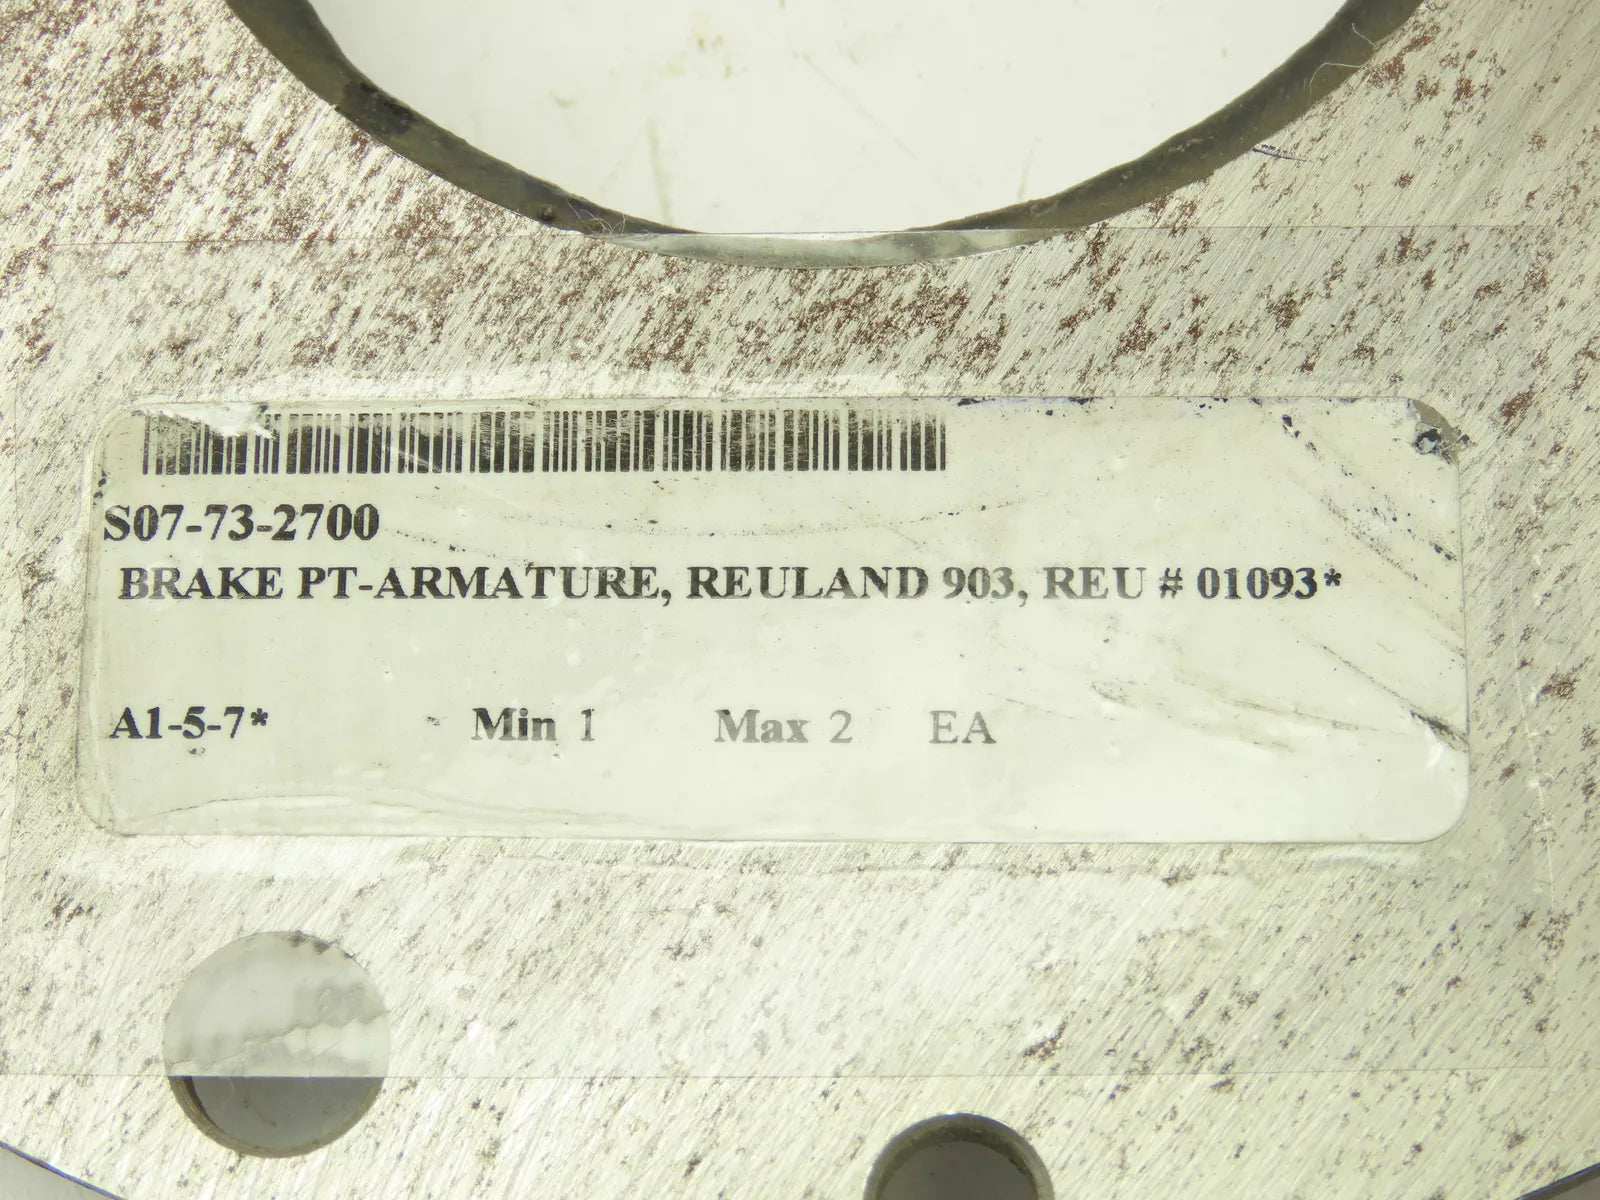 S07-73-2700
BRAKE PT-ARMATURE, REULAND 903, REU # 01093*
A1-5-7* Min 1 Max 2 EA